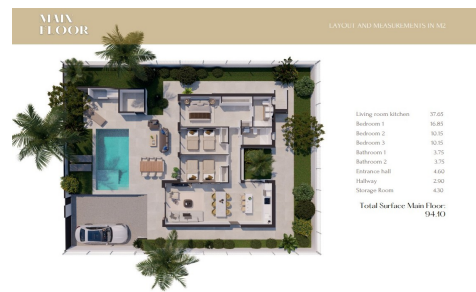 MAIN
FLOOR
LAYOUT AND MEASUREMENTS IN M2
Living room kitchen 37.65
Bedroom 1 16.85
Bedroom 2 10.15
Bedroom 3 10.15
Bathroom 1 3.75
Bathroom 2 3.75
Entrance hall 4.60
Hallway 2.90
Storage Room 4.30
Total Surface Main Floor:
94.10